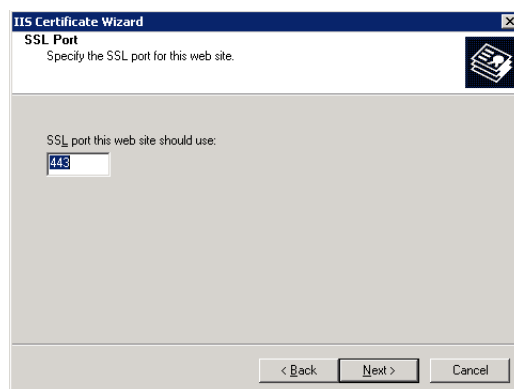 IIS Certificate Wizard
SSL Port
Specify the SSL port for this web site.
SSL port this web site should use:
443
< Back Next > Cancel